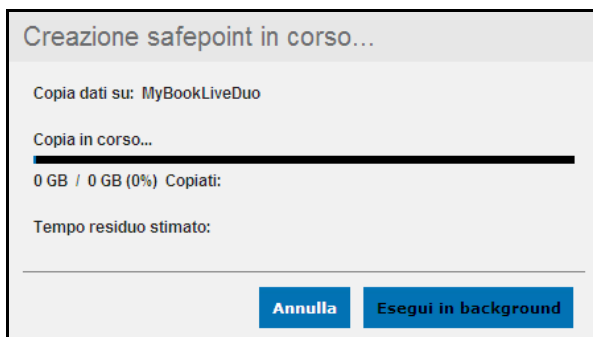 Creazione safepoint in corso...
Copia dati su: MyBookLiveDuo
Copia in corso...
0 GB / 0 GB (0%) Copiati:
Tempo residuo stimato:
Annulla Esegui in background